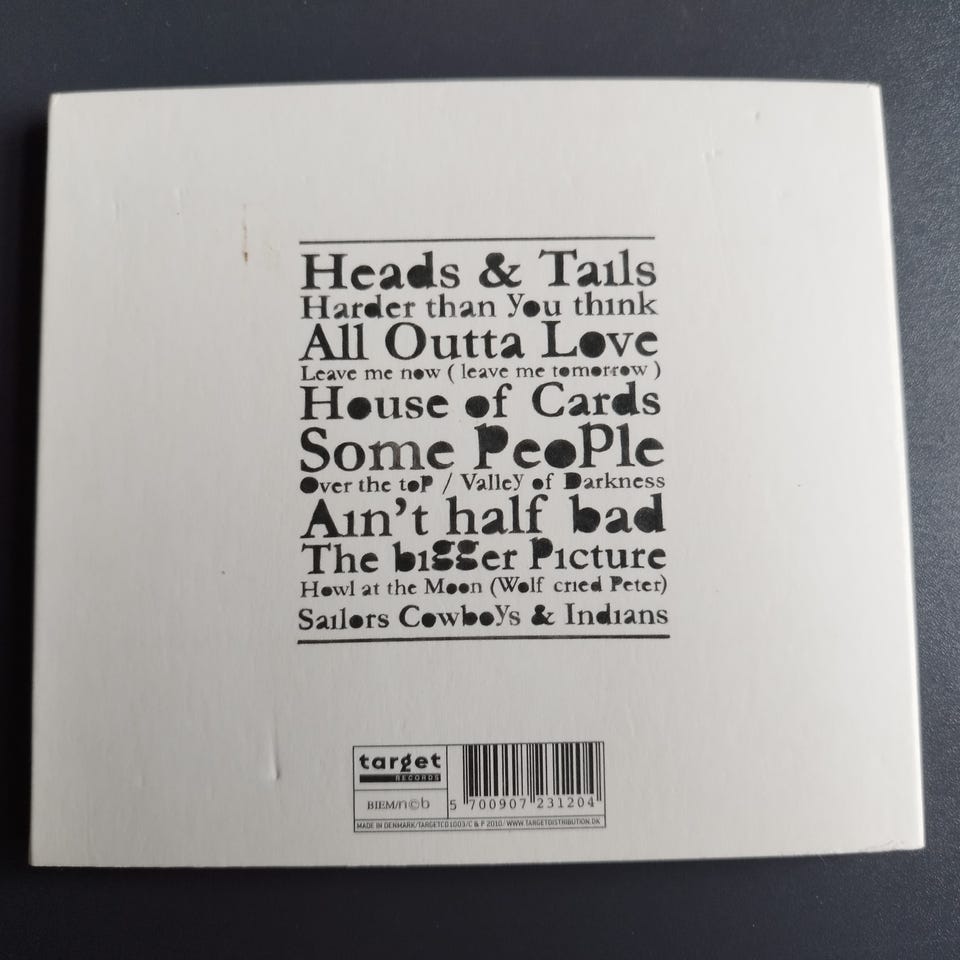 Heads & Tails
Harder than You think
All Outta Love
Leave me now ( leave me tomorrow )
House of Cards
Some People
Over the top / Valley of Darkness
Ain't half bad
The bigger Picture
Howl at the Moon (Wolf cried Peter)
Sailors Cowboys & Indians
target
RECORDS
BIEM/n©b
5 700907 231204
MADE IN DENMARK/TARGETCD1003/C & P 2010/ WWW.TARGETDISTRIBUTION.DK